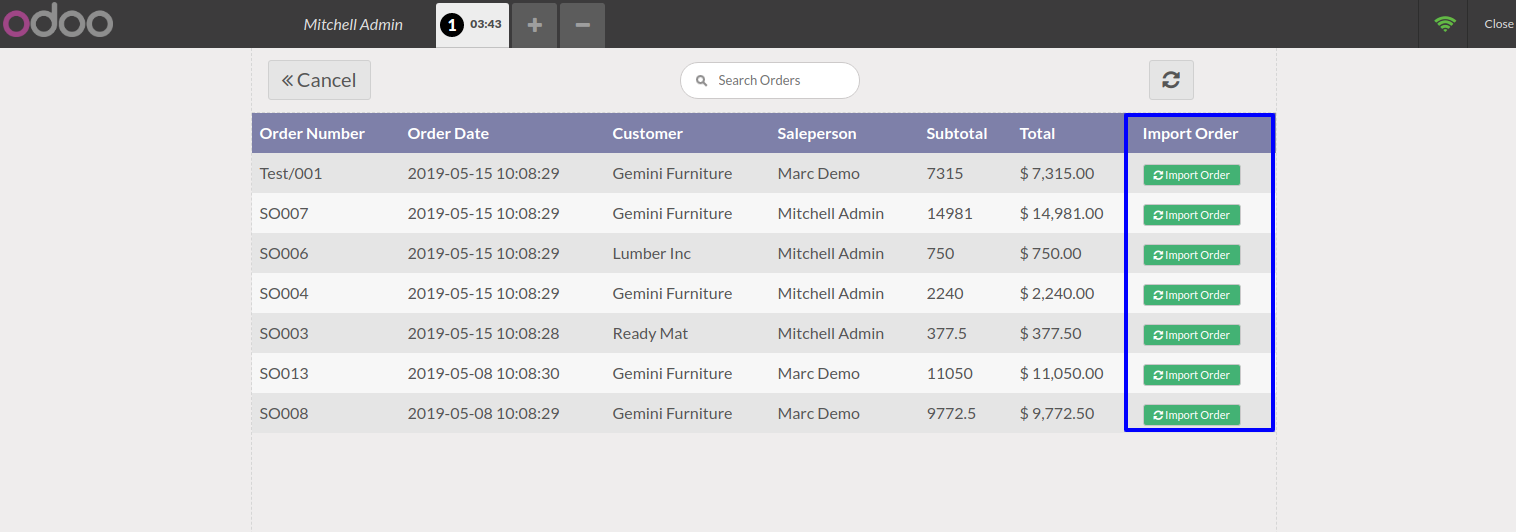 odoo Mitchell Admin 1 03:43 Close
Cancel Search Orders
Order Number Order Date Customer Saleperson Subtotal Total Import Order
Test/001 2019-05-15 10:08:29 Gemini Furniture Marc Demo 7315 $ 7,315.00 Import Order
SO007 2019-05-15 10:08:29 Gemini Furniture Mitchell Admin 14981 $ 14,981.00 Import Order
SO006 2019-05-15 10:08:29 Lumber Inc Mitchell Admin 750 $ 750.00 Import Order
SO004 2019-05-15 10:08:29 Gemini Furniture Mitchell Admin 2240 $ 2,240.00 Import Order
SO003 2019-05-15 10:08:28 Ready Mat Mitchell Admin 377.5 $ 377.50 Import Order
SO013 2019-05-08 10:08:30 Gemini Furniture Marc Demo 11050 $ 11,050.00 Import Order
SO008 2019-05-08 10:08:29 Gemini Furniture Marc Demo 9772.5 $ 9,772.50 Import Order